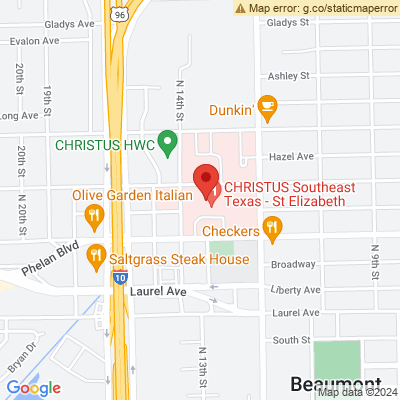 Map error: g.co/staticmaperror
Gladys Ave
96
Gladys St
Evalon Ave
Ashley St
20th St
19th St
N 14th St
Long Ave
Dunkin'
CHRISTUS HWC
Hazel Ave
20th St
Olive Garden Italian
CHRISTUS Southeast
Texas - St Elizabeth
N 20th St
Checkers
Phelan Blvd
Saltgrass Steak House
Broadway
N 9th St
10
Laurel Ave
Liberty Ave
Laurel Ave
Bryan Dr
N 13th St
South St
Beaumont
Google
Map data ©2024